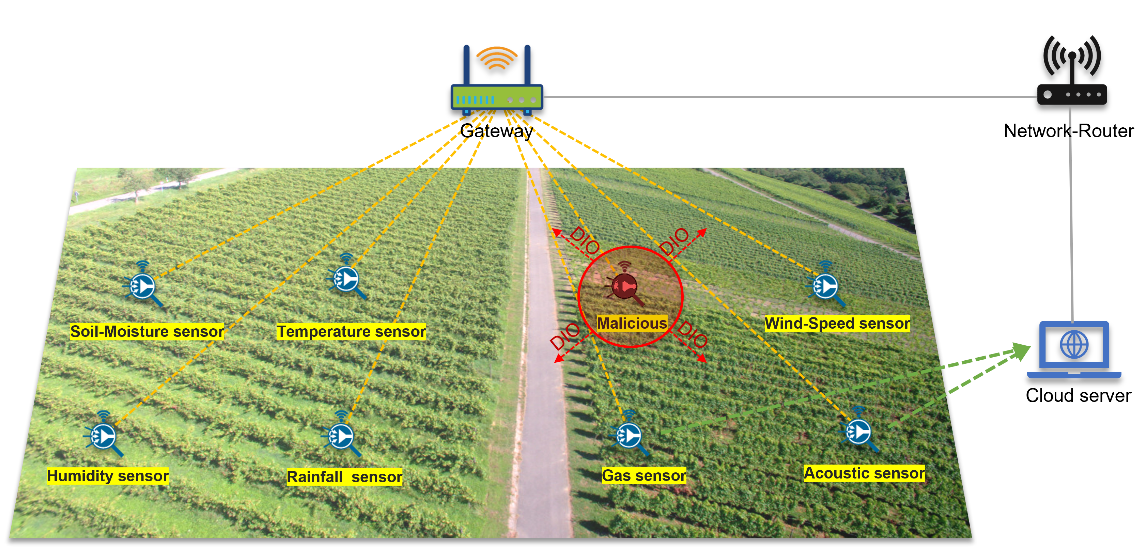 Gateway
Network-Router
DIO
DIO
Soil-Moisture sensor
Temperature sensor
Malicious
Wind-Speed sensor
DIO
DIO
Cloud server
Humidity sensor
Rainfall sensor
Gas sensor
Acoustic sensor